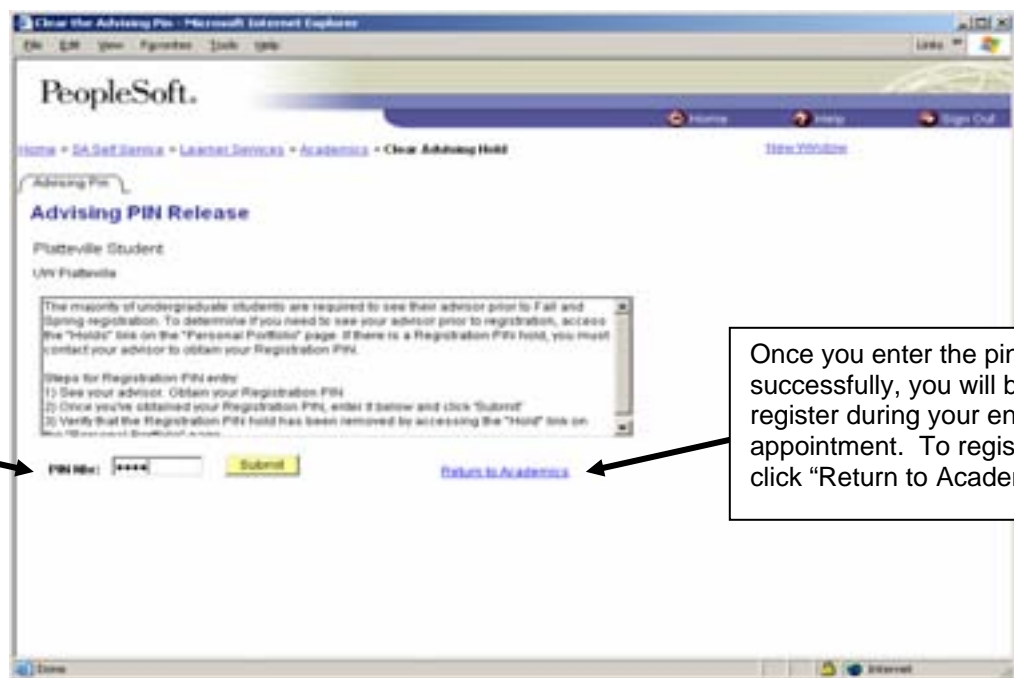 Clear the Advising Pin - Microsoft Internet Explorer
File Edit View Favorites Tools Help
Links »
PeopleSoft.
Home
Help
Sign Out
Home > SA Self Service > Learner Services > Academics > Clear Advising Hold
New Window
Advising Pin
Advising PIN Release
Platteville Student
UW Platteville
The majority of undergraduate students are required to see their advisor prior to Fall and
Spring registration. To determine if you need to see your advisor prior to registration, access
the "Holds" link on the "Personal Portfolio" page. If there is a Registration PIN hold, you must
contact your advisor to obtain your Registration PIN.
Steps for Registration PIN entry:
1) See your advisor. Obtain your Registration PIN
2) Once you've obtained your Registration PIN, enter it below and click 'Submit'
3) Verify that the Registration PIN hold has been removed by accessing the "Hold" link on
the "Personal Portfolio" page
PIN Nbr: ****
Submit
Return to Academics
Once you enter the pin
successfully, you will b
register during your en
appointment. To regis
click “Return to Acade
Done
Internet